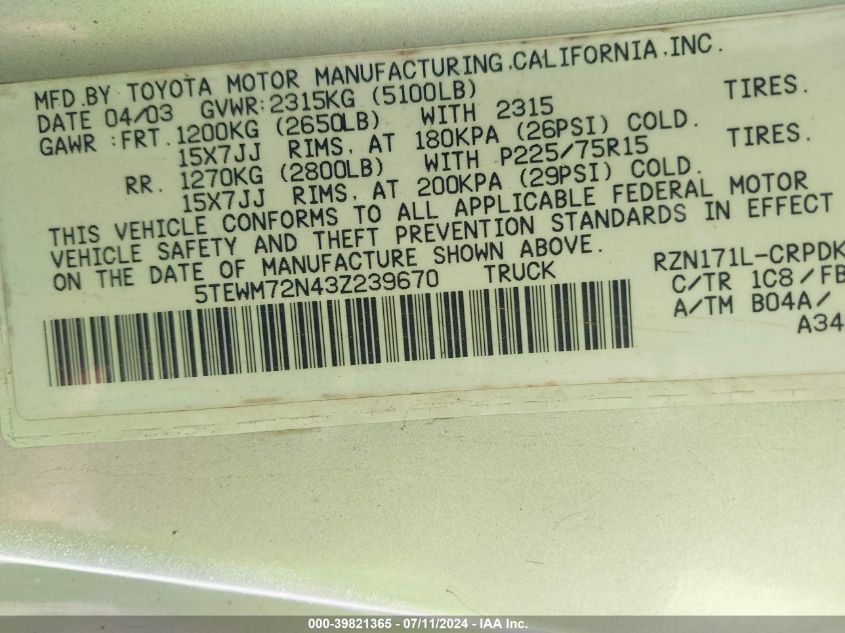 MFD.BY TOYOTA MOTOR MANUFACTURING,CALIFORNIA,INC.
DATE 04/03 GVWR:2315KG (5100LB)
GAWR :FRT. 1200KG (2650LB) WITH 2315 TIRES.
15X7JJ RIMS, AT 180KPA (26PSI) COLD.
RR. 1270KG (2800LB) WITH P225/75R15 TIRES.
15X7JJ RIMS, AT 200KPA (29PSI) COLD.
THIS VEHICLE CONFORMS TO ALL APPLICABLE FEDERAL MOTOR
VEHICLE SAFETY AND THEFT PREVENTION STANDARDS IN EFFECT
ON THE DATE OF MANUFACTURE SHOWN ABOVE.
5TEWM72N43Z239670 TRUCK
RZN171L-CRPDK
C/TR 1C8/FB
A/TM B04A/
A34
000-39821365 - 07/11/2024 - IAA, Inc.